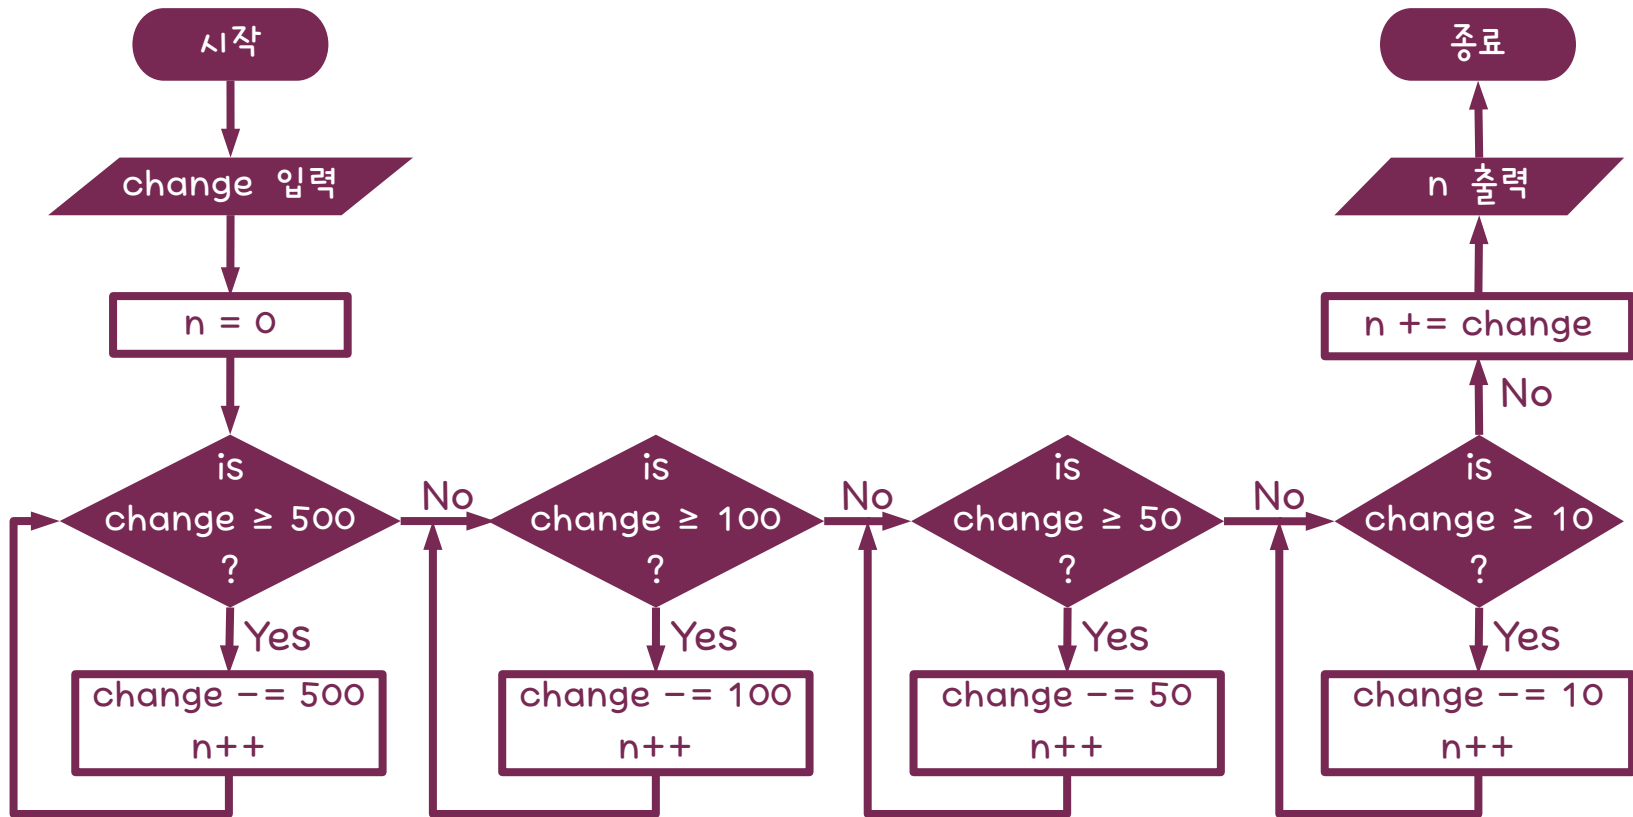 시작
change 입력
n = 0
is
change ≥ 500
?
Yes
change -= 500
n++
No
is
change ≥ 100
?
Yes
change -= 100
n++
No
is
change ≥ 50
?
Yes
change -= 50
n++
No
is
change ≥ 10
?
Yes
change -= 10
n++
No
n += change
n 출력
종료